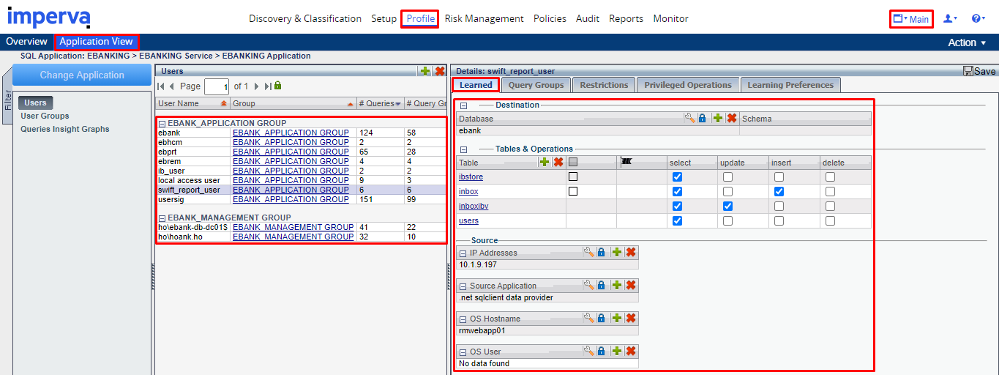 imperva
Discovery & Classification Setup Profile Risk Management Policies Audit Reports Monitor Main
Overview Application View Action
SQL Application: EBANKING > EBANKING Service > EBANKING Application
Filter
Change Application
Users
User Groups
Queries Insight Graphs
Users
Page 1 of 1
User Name Group # Queries # Query Gr
EBANK_APPLICATION GROUP
ebank EBANK_APPLICATION GROUP 124 58
ebhcm EBANK_APPLICATION GROUP 2 2
ebprt EBANK_APPLICATION GROUP 65 28
ebrem EBANK_APPLICATION GROUP 4 4
ib_user EBANK_APPLICATION GROUP 2 2
local access user EBANK_APPLICATION GROUP 9 3
swift_report_user EBANK_APPLICATION GROUP 6 6
usersig EBANK_APPLICATION GROUP 151 99
EBANK_MANAGEMENT GROUP
ho\ebank-db-dc01$ EBANK_MANAGEMENT GROUP 41 22
ho\hoank.ho EBANK_MANAGEMENT GROUP 32 10
Details: swift_report_user Save
Learned Query Groups Restrictions Privileged Operations Learning Preferences
Destination
Database Schema
ebank
Tables & Operations
Table select update insert delete
ibstore
inbox
inboxibv
users
Source
IP Addresses
10.1.9.197
Source Application
.net sqlclient data provider
OS Hostname
rmwebapp01
OS User
No data found